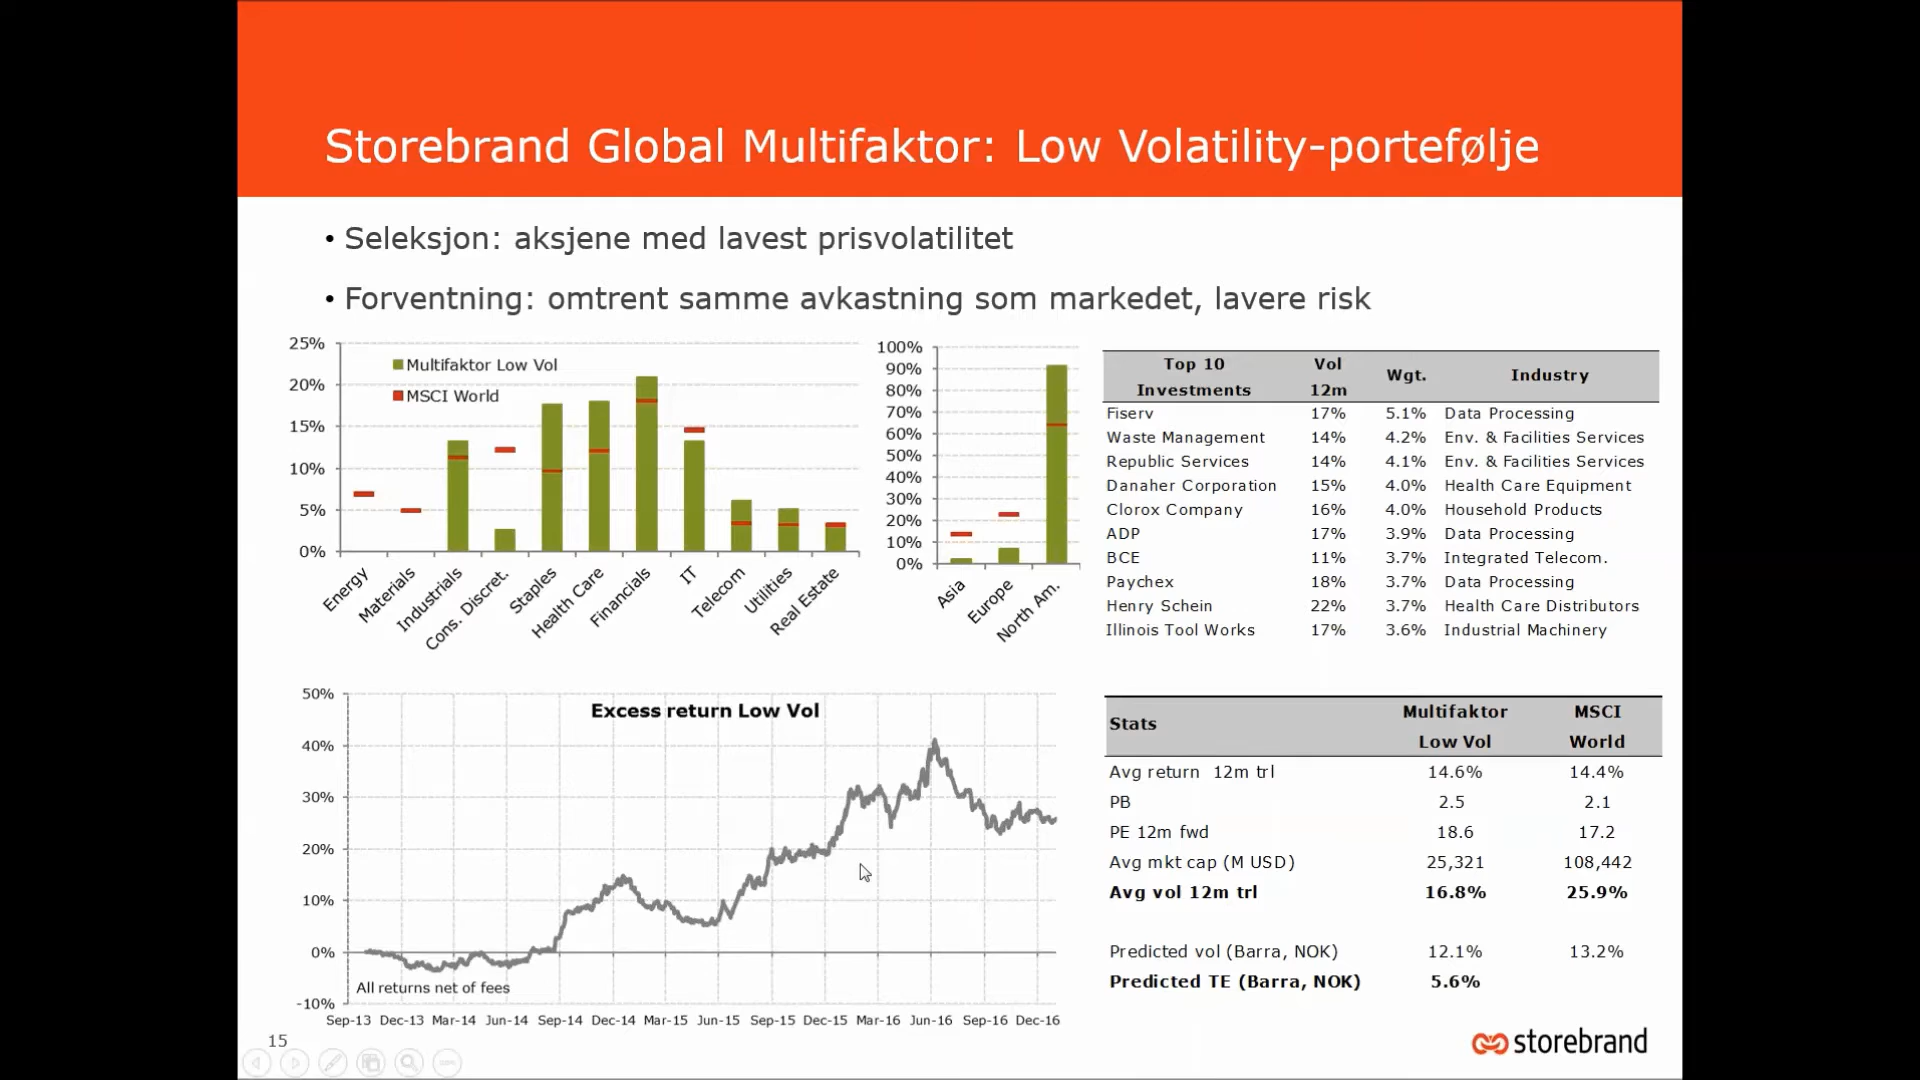 Storebrand Global Multifaktor: Low Volatility-portefølje
• Seleksjon: aksjene med lavest prisvolatilitet
• Forventning: omtrent samme avkastning som markedet, lavere risk
25%
20%
15%
10%
5%
0%
Multifaktor Low Vol
MSCI World
Energy
Materials
Industrials
Cons. Discret.
Staples
Health Care
Financials
IT
Telecom
Utilities
Real Estate
100%
90%
80%
70%
60%
50%
40%
30%
20%
10%
0%
Asia
Europe
North Am.
Top 10 Investments Vol 12m Wgt. Industry
Fiserv 17% 5.1% Data Processing
Waste Management 14% 4.2% Env. & Facilities Services
Republic Services 14% 4.1% Env. & Facilities Services
Danaher Corporation 15% 4.0% Health Care Equipment
Clorox Company 16% 4.0% Household Products
ADP 17% 3.9% Data Processing
BCE 11% 3.7% Integrated Telecom.
Paychex 18% 3.7% Data Processing
Henry Schein 22% 3.7% Health Care Distributors
Illinois Tool Works 17% 3.6% Industrial Machinery
Excess return Low Vol
50%
40%
30%
20%
10%
0%
-10%
All returns net of fees
Sep-13 Dec-13 Mar-14 Jun-14 Sep-14 Dec-14 Mar-15 Jun-15 Sep-15 Dec-15 Mar-16 Jun-16 Sep-16 Dec-16
Stats Multifaktor Low Vol MSCI World
Avg return 12m trl 14.6% 14.4%
PB 2.5 2.1
PE 12m fwd 18.6 17.2
Avg mkt cap (M USD) 25,321 108,442
Avg vol 12m trl 16.8% 25.9%
Predicted vol (Barra, NOK) 12.1% 13.2%
Predicted TE (Barra, NOK) 5.6%
15
storebrand